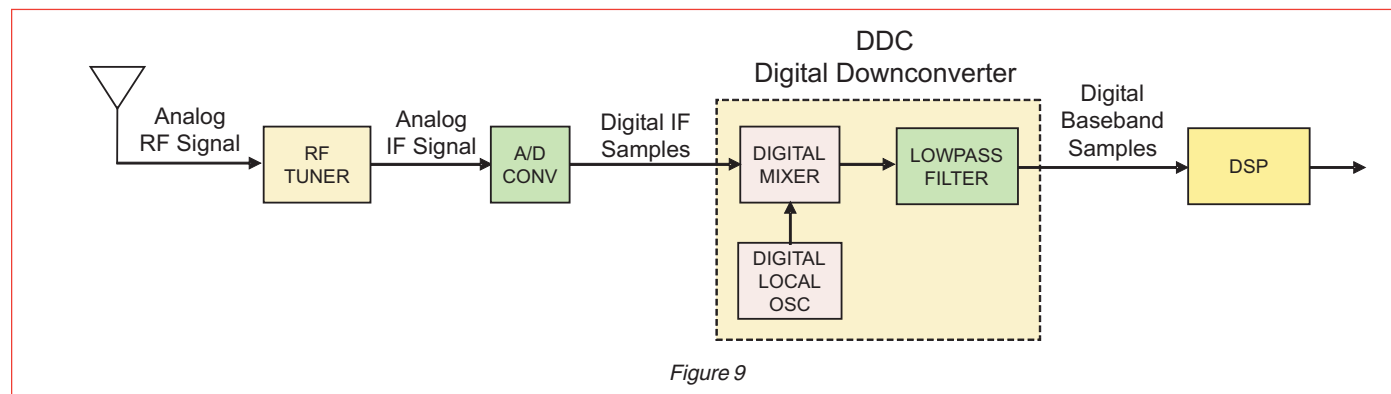 DDC
Digital Downconverter
Analog
RF Signal
RF
TUNER
Analog
IF Signal
A/D
CONV
Digital IF
Samples
DIGITAL
MIXER
DIGITAL
LOCAL
OSC
LOWPASS
FILTER
Digital
Baseband
Samples
DSP
Figure 9